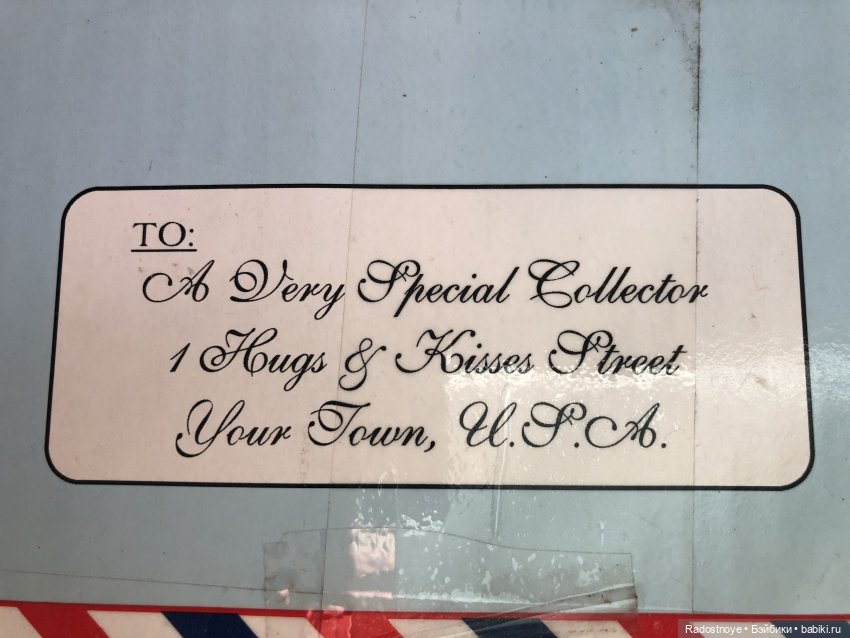 TO:
A Very Special Collector
1 Hugs & Kisses Street
Your Town, U.S.A.
Radostnoye • Бэйбики • babiki.ru